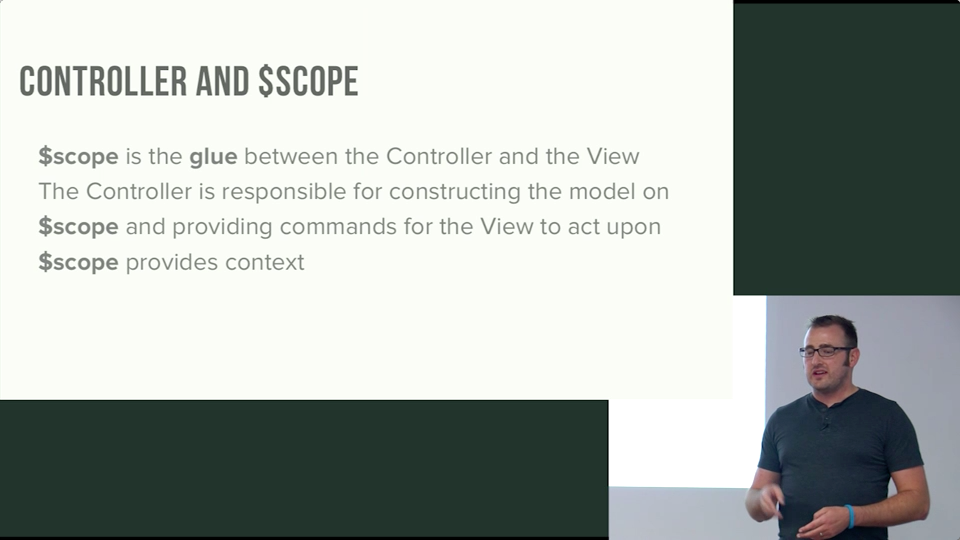 CONTROLLER AND $SCOPE
$scope is the glue between the Controller and the View
The Controller is responsible for constructing the model on
$scope and providing commands for the View to act upon
$scope provides context